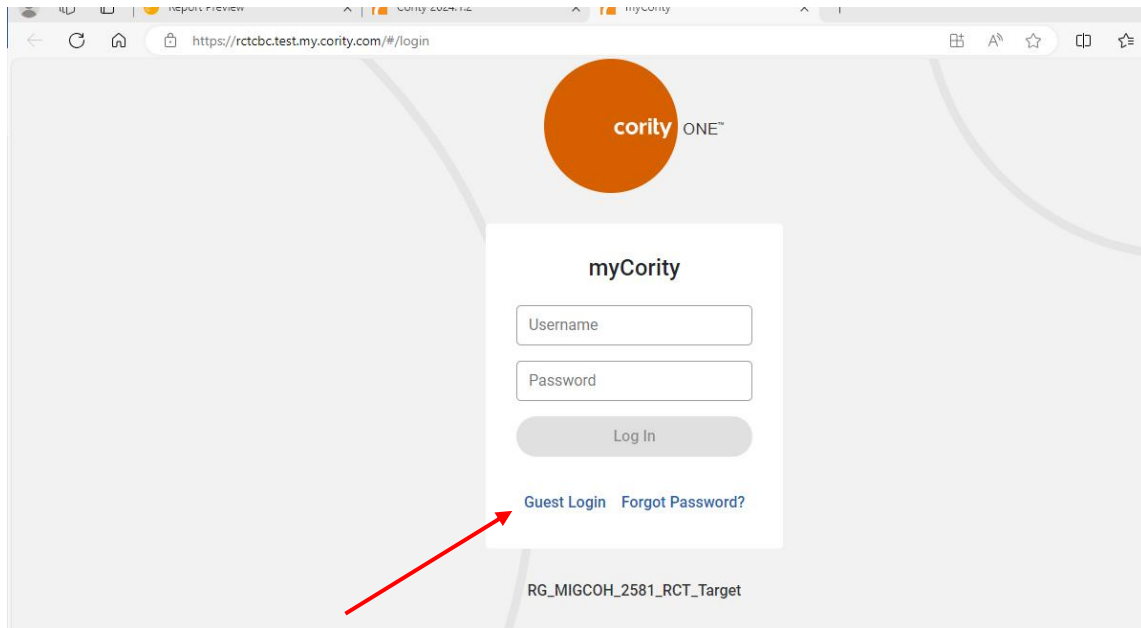 Report Preview
Cority 2024.1.2
myCority
https://rctcbc.test.my.cority.com/#/login
cority ONE™
myCority
Username
Password
Log In
Guest Login Forgot Password?
RG_MIGCOH_2581_RCT_Target